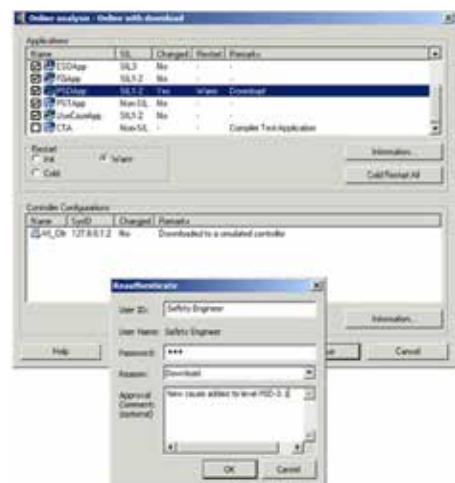 Online analysis - Online with download
Applications
Name SIL Changed Restart Remarks
ESDApp SIL3 No - -
FGApp SIL1-2 No - -
PSDApp SIL1-2 Yes Warm Download
PSTApp Non-SIL No - -
UseCaseApp SIL1-2 No - -
CTA Non-SIL - - Compiler Test Application
Restart
Init Warm
Cold
Information...
Cold Restart All
Controller Configurations
Name SysID Changed Remarks
127.0.0.1.2 No Downloaded to a simulated controller
Information...
Help Cancel
Reauthenticate
User ID: Safety Engineer
User Name: Safety Engineer
Password: ***
Reason: Download
Approval Comment: (optional) New cause added to level PSD-3.
OK Cancel